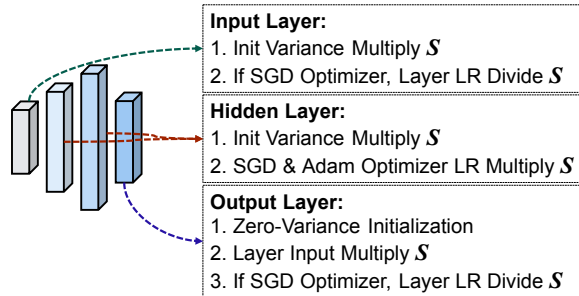 Input Layer:
1. Init Variance Multiply S
2. If SGD Optimizer, Layer LR Divide S
Hidden Layer:
1. Init Variance Multiply S
2. SGD & Adam Optimizer LR Multiply S
Output Layer:
1. Zero-Variance Initialization
2. Layer Input Multiply S
3. If SGD Optimizer, Layer LR Divide S